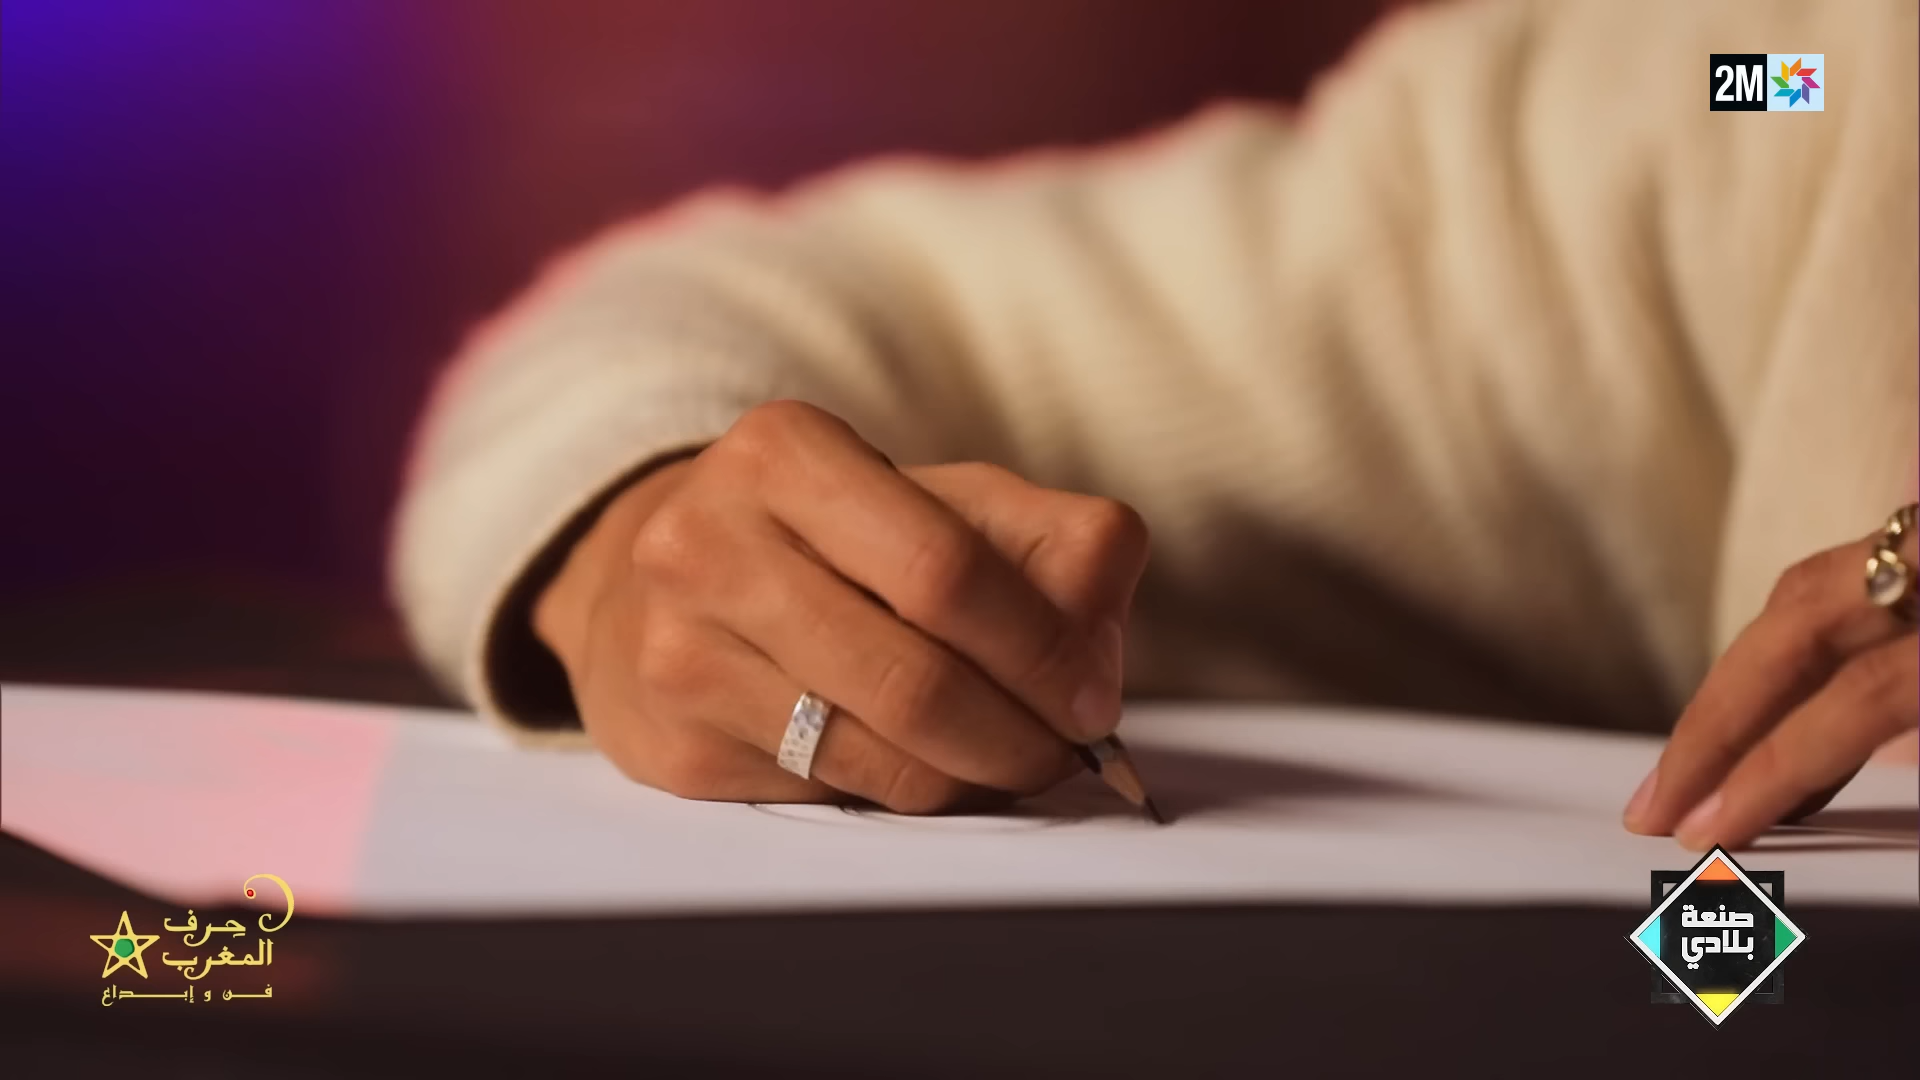 2M
حرف
المغرب
فن و إبداع
صنعة
بلادي